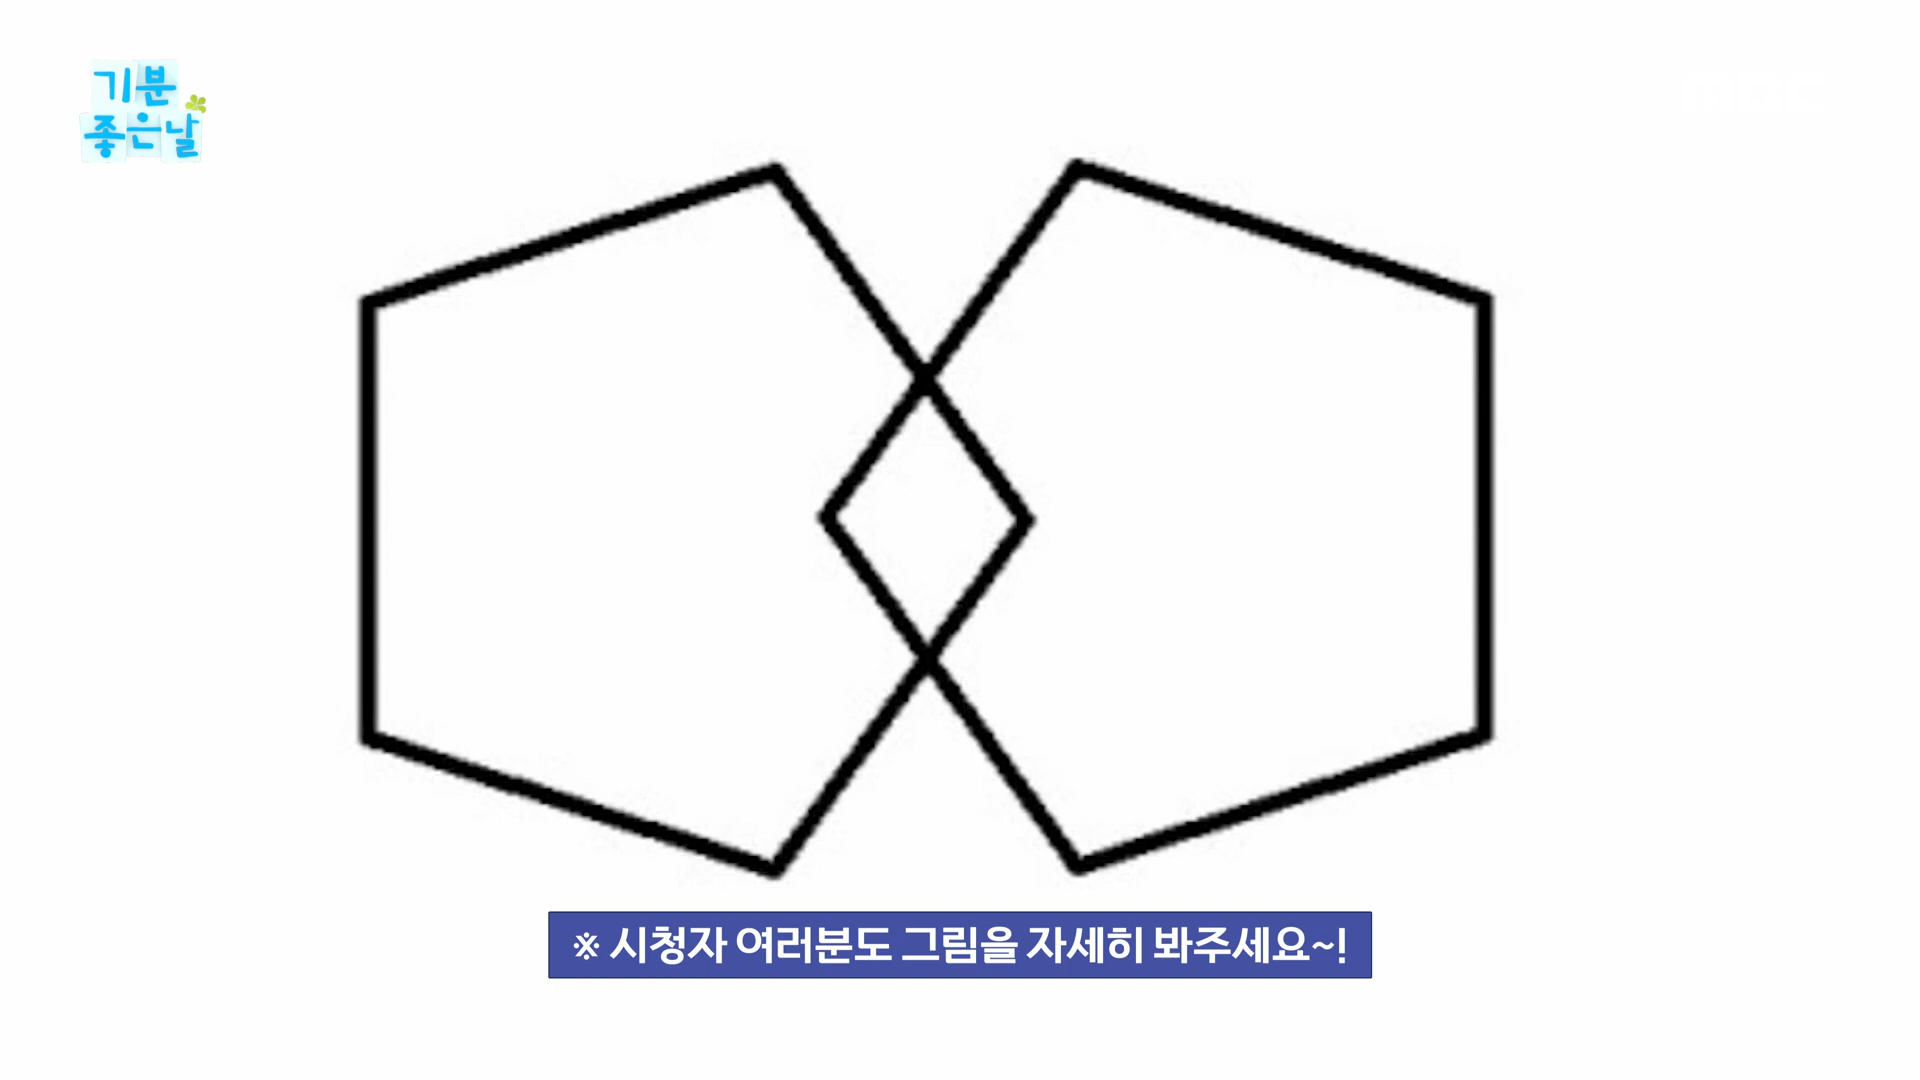 기분
좋은날
※ 시청자 여러분도 그림을 자세히 봐주세요~!